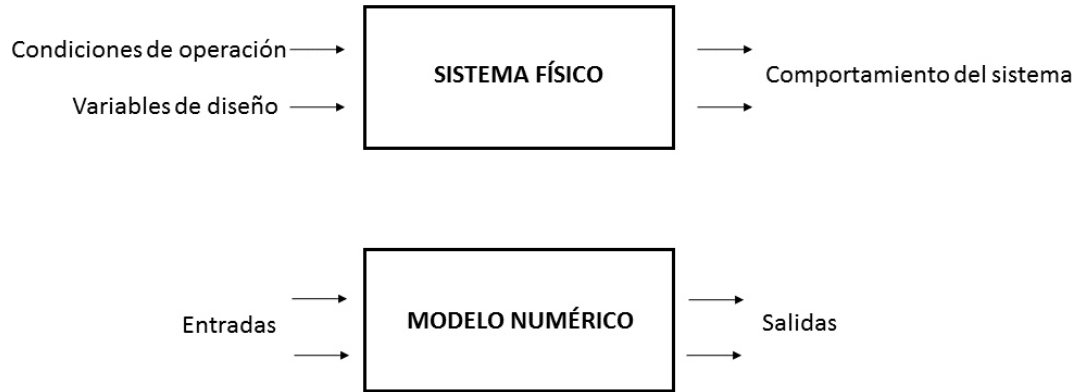 Condiciones de operación
SISTEMA FÍSICO
Comportamiento del sistema
Variables de diseño
Entradas
MODELO NUMÉRICO
Salidas